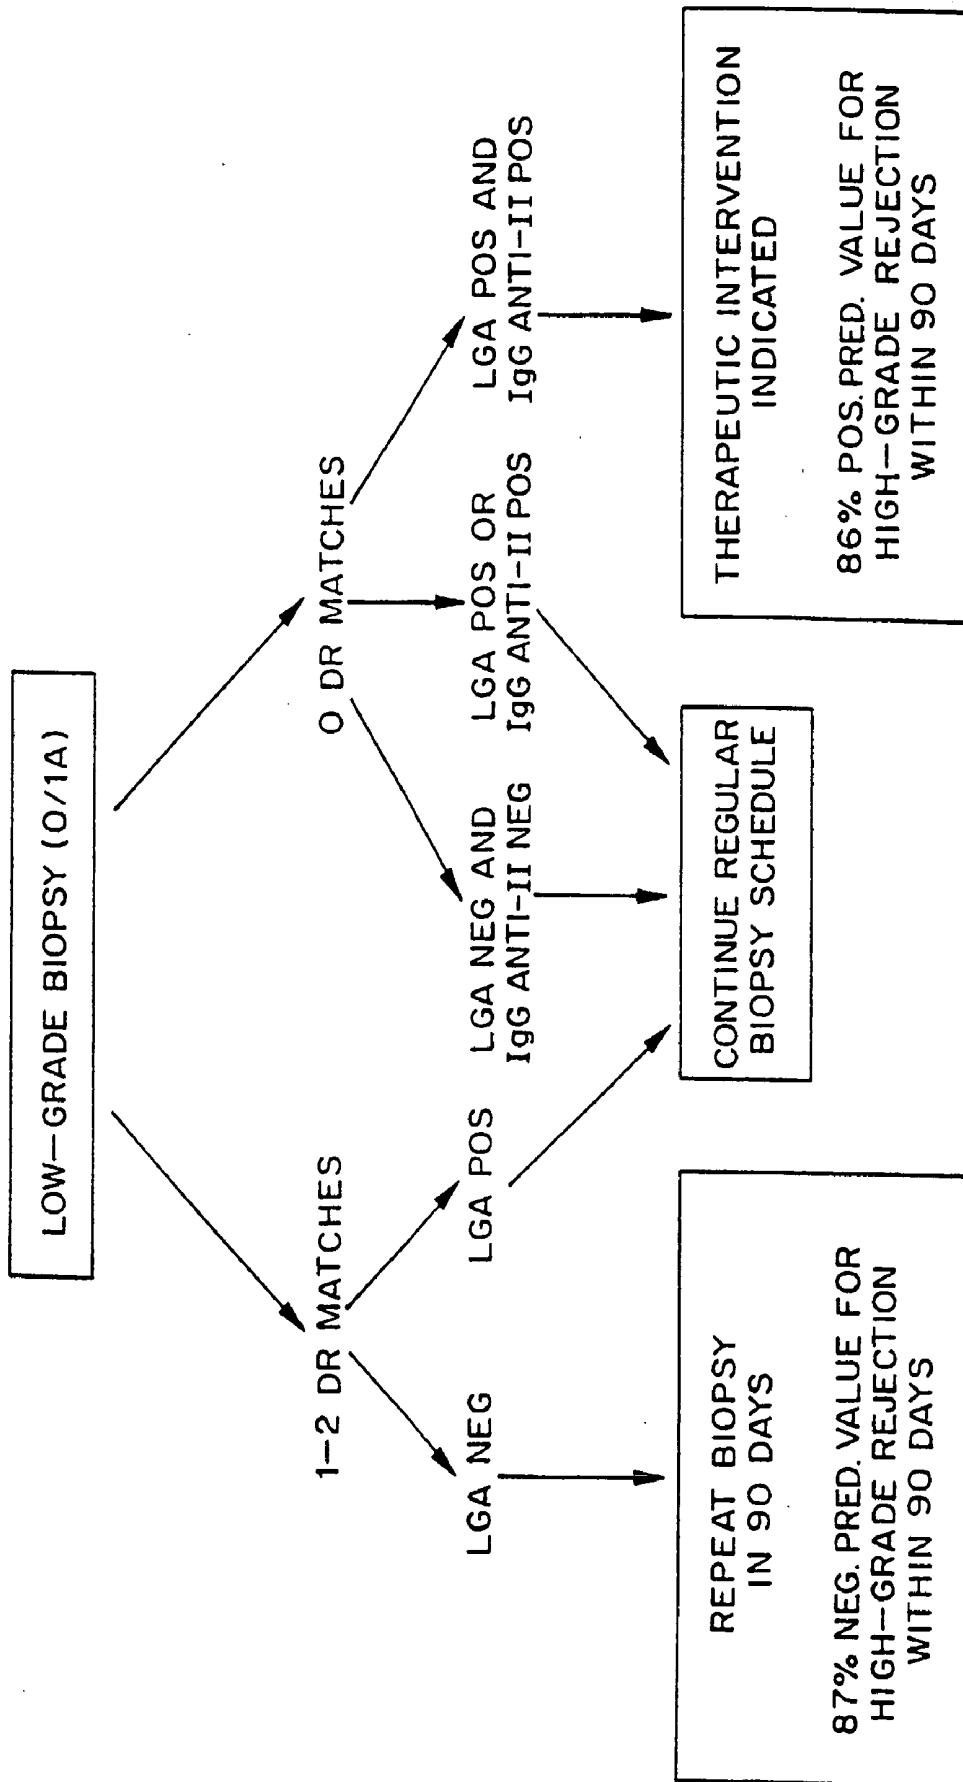 LOW-GRADE BIOPSY (0/1A)
1-2 DR MATCHES
0 DR MATCHES
LGA NEG
LGA POS
LGA NEG AND
IgG ANTI-II NEG
LGA POS OR
IgG ANTI-II POS
LGA POS AND
IgG ANTI-II POS
REPEAT BIOPSY
IN 90 DAYS
87% NEG. PRED. VALUE FOR
HIGH-GRADE REJECTION
WITHIN 90 DAYS
CONTINUE REGULAR
BIOPSY SCHEDULE
THERAPEUTIC INTERVENTION
INDICATED
86% POS. PRED. VALUE FOR
HIGH-GRADE REJECTION
WITHIN 90 DAYS